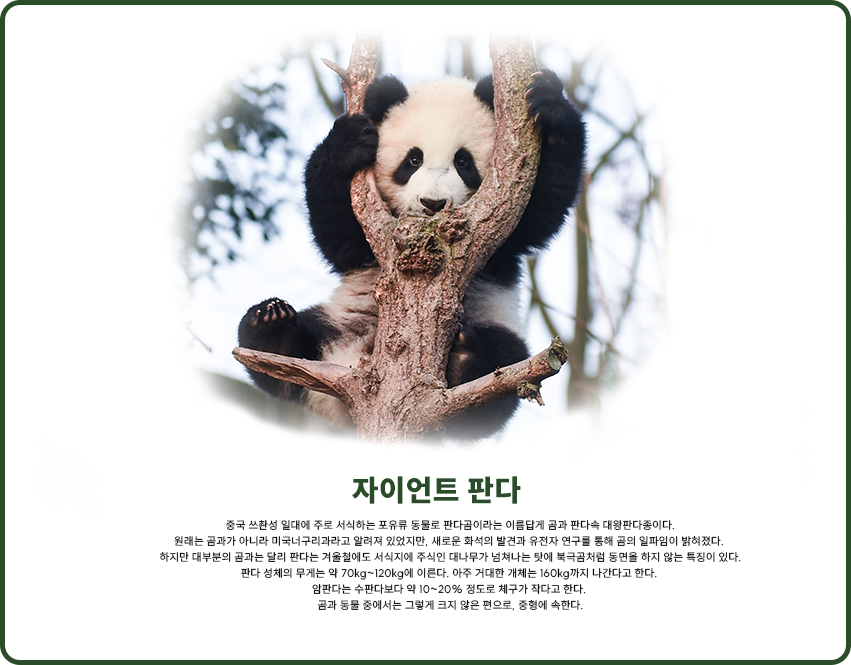 자이언트 판다
중국 쓰촨성 일대에 주로 서식하는 포유류 동물로 판다곰이라는 이름답게 곰과 판다속 대왕판다종이다.
원래는 곰과가 아니라 미국너구리과라고 알려져 있었지만, 새로운 화석의 발견과 유전자 연구를 통해 곰의 일파임이 밝혀졌다.
하지만 대부분의 곰과는 달리 판다는 겨울철에도 서식지에 주식인 대나무가 넘쳐나는 탓에 북극곰처럼 동면을 하지 않는 특징이 있다.
판다 성체의 무게는 약 70kg~120kg에 이른다. 아주 거대한 개체는 160kg까지 나간다고 한다.
암판다는 수판다보다 약 10~20% 정도로 체구가 작다고 한다.
곰과 동물 중에서는 그렇게 크지 않은 편으로, 중형에 속한다.